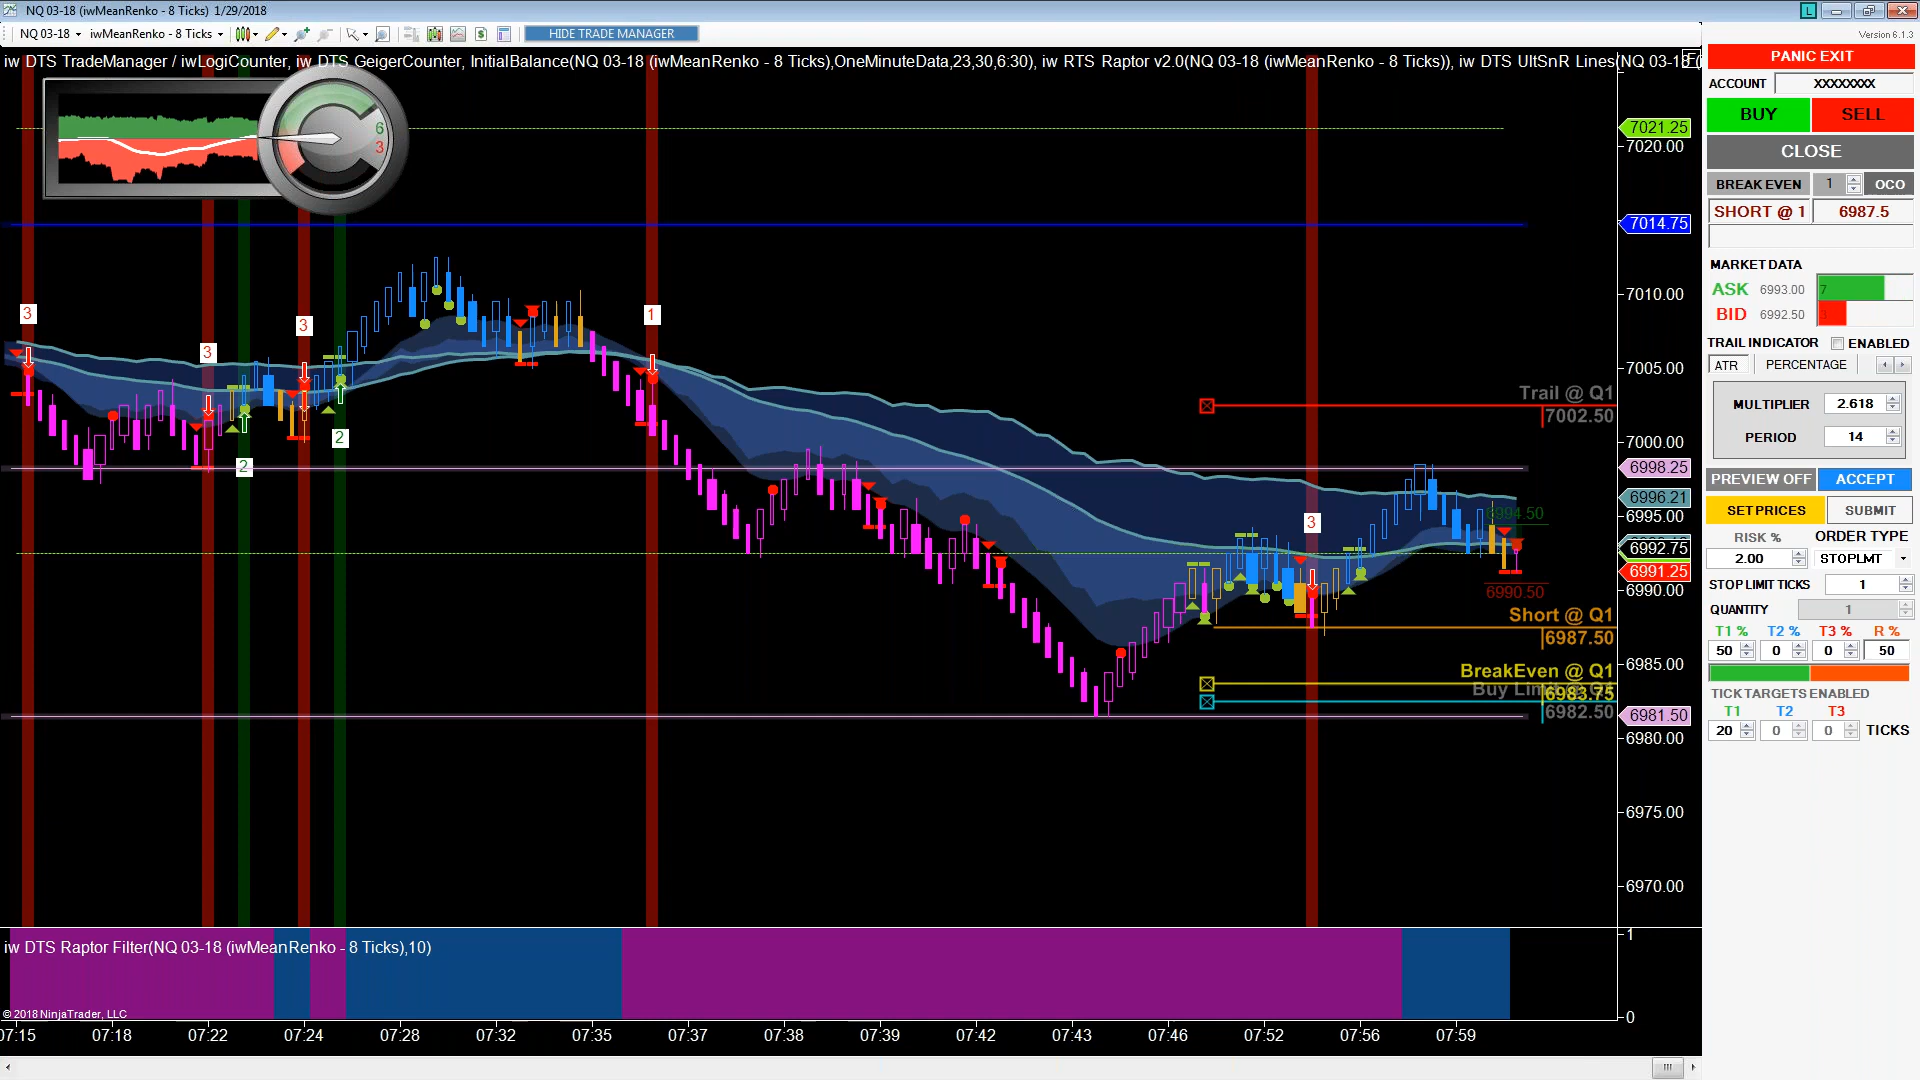 NQ 03-18 (iwMeanRenko - 8 Ticks) 1/29/2018
L
NQ 03-18
iwMeanRenko - 8 Ticks
HIDE TRADE MANAGER
Version 6.1.3
iw DTS TradeManager / iwLogiCounter, iw DTS GeigerCounter, InitialBalance(NQ 03-18 (iwMeanRenko - 8 Ticks),OneMinuteData,23,30,6:30), iw RTS Raptor v2.0(NQ 03-18 (iwMeanRenko - 8 Ticks)), iw DTS UltSnR Lines(NQ 03-18
PANIC EXIT
ACCOUNT XXXXXXXX
BUY SELL
CLOSE
BREAK EVEN 1 OCO
SHORT @ 1 6987.5
MARKET DATA
ASK 6993.00 7
BID 6992.50 3
TRAIL INDICATOR ENABLED
ATR PERCENTAGE
MULTIPLIER 2.618
PERIOD 14
PREVIEW OFF ACCEPT
SET PRICES SUBMIT
RISK % ORDER TYPE
2.00 STOPLMT
STOP LIMIT TICKS 1
QUANTITY 1
T1 % T2 % T3 % R %
50 0 0 50
TICK TARGETS ENABLED
T1 T2 T3
20 0 0 TICKS
6
3
3
3
2
3
2
1
3
Trail @ Q1
7002.50
6994.50
6990.50
Short @ Q1
6987.50
BreakEven @ Q1
6983.75
6982.50
7021.25
7020.00
7014.75
7010.00
7005.00
7000.00
6998.25
6996.21
6995.00
6992.75
6991.25
6990.00
6985.00
6981.50
6980.00
6975.00
6970.00
iw DTS Raptor Filter(NQ 03-18 (iwMeanRenko - 8 Ticks),10)
1
0
© 2018 NinjaTrader, LLC
07:15 07:18 07:22 07:24 07:28 07:32 07:35 07:37 07:38 07:39 07:42 07:43 07:46 07:52 07:56 07:59